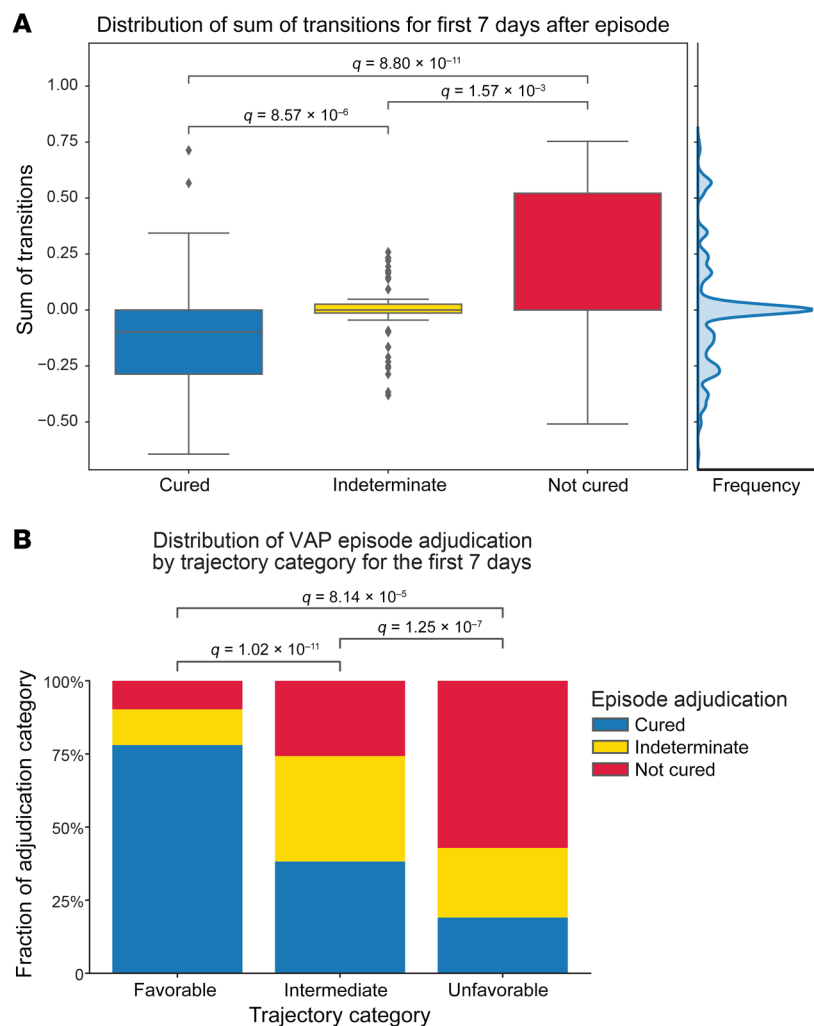 A
Distribution of sum of transitions for first 7 days after episode
q = 8.80 × 10⁻¹¹
q = 1.57 × 10⁻³
q = 8.57 × 10⁻⁶
Sum of transitions
1.00
0.75
0.50
0.25
0.00
−0.25
−0.50
Cured
Indeterminate
Not cured
Frequency
B
Distribution of VAP episode adjudication
by trajectory category for the first 7 days
q = 8.14 × 10⁻⁵
q = 1.25 × 10⁻⁷
q = 1.02 × 10⁻¹¹
Fraction of adjudication category
100%
75%
50%
25%
0
Favorable
Intermediate
Unfavorable
Trajectory category
Episode adjudication
Cured
Indeterminate
Not cured